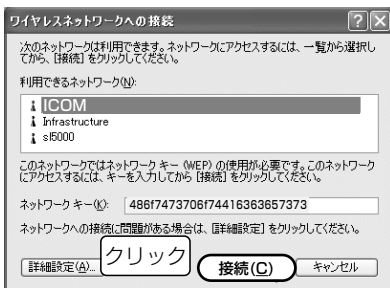 ワイヤレスネットワークへの接続
次のネットワークは利用できます。ネットワークにアクセスするには、一覧から選択し
てから、[接続] をクリックしてください。
利用できるネットワーク(N):
ICOM
Infrastructure
sl5000
このネットワークではネットワーク キー (WEP) の使用が必要です。このネットワーク
にアクセスするには、キーを入力してから [接続] をクリックしてください。
ネットワーク キー(K): 486f7473706f74416363657373
ネットワークへの接続に問題がある場合は、[詳細設定] をクリックしてください。
クリック
詳細設定(A)... 接続(C) キャンセル